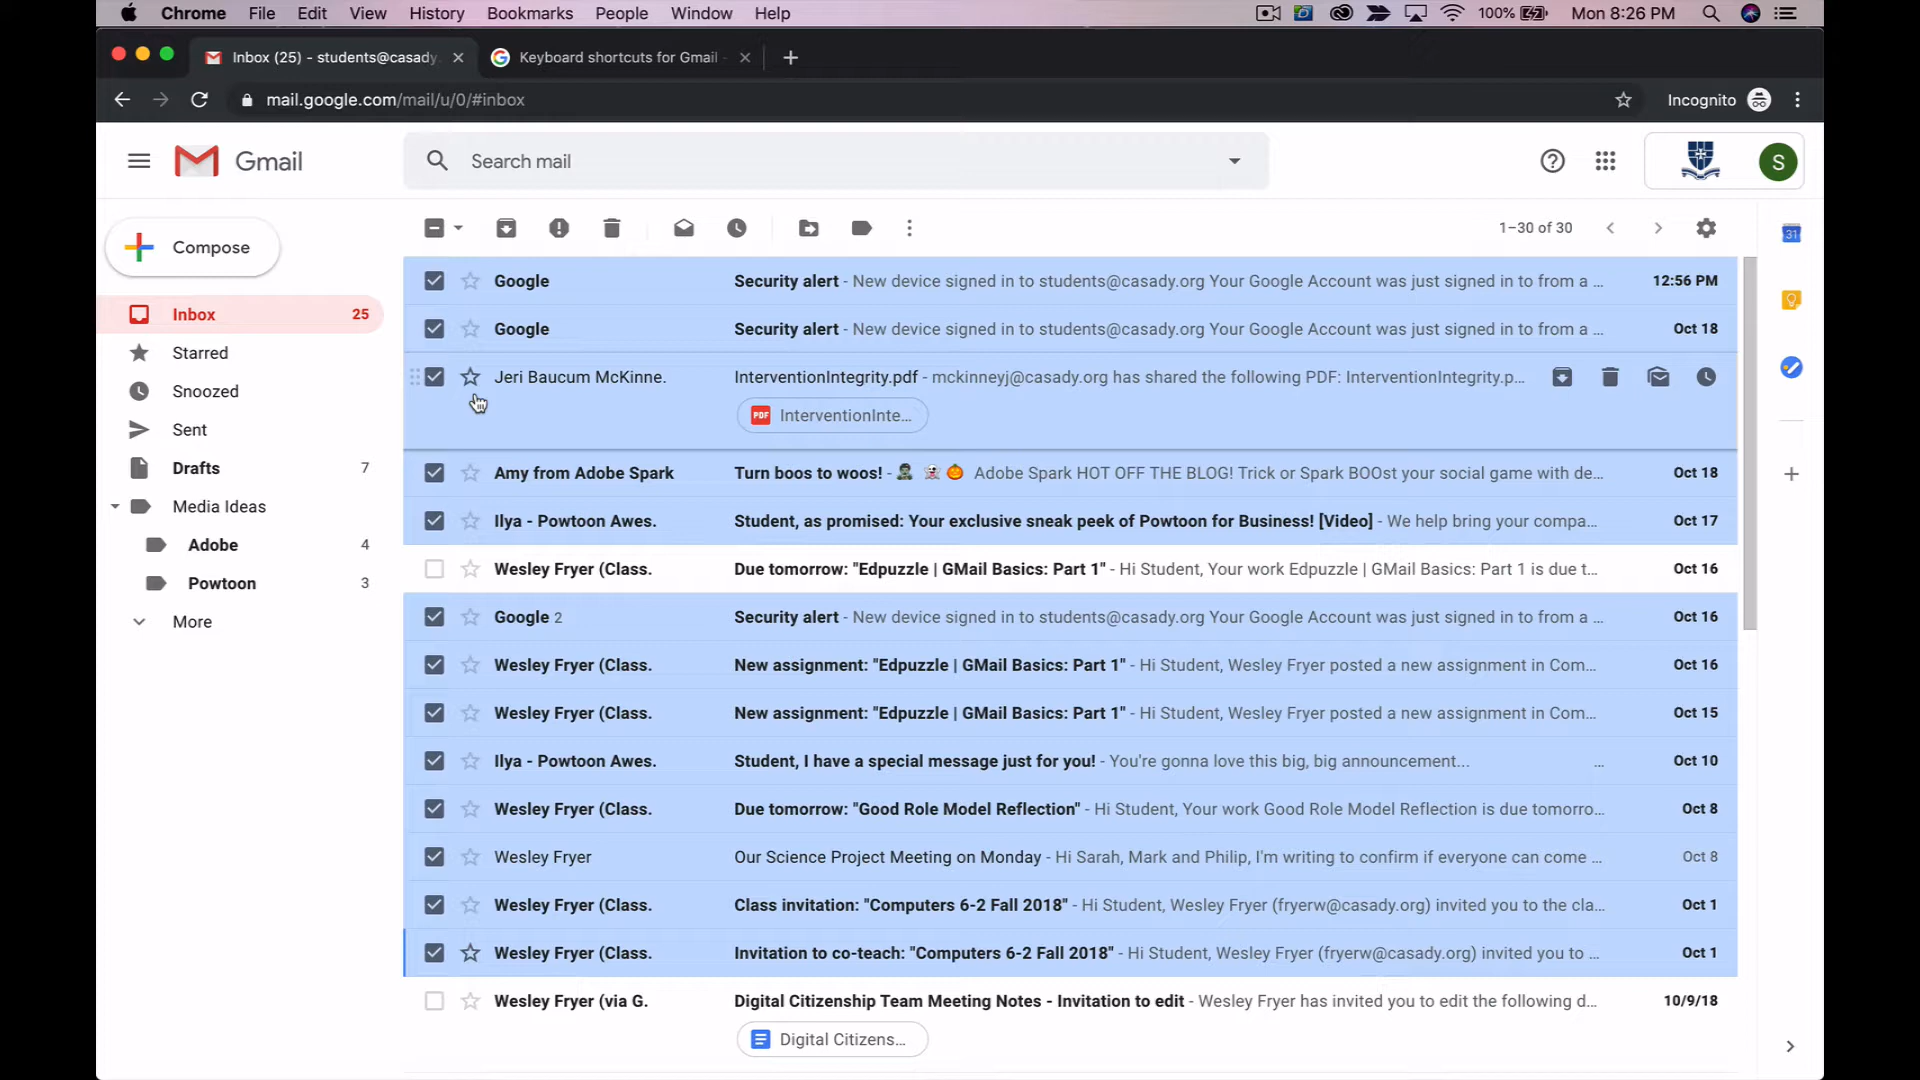 Chrome File Edit View History Bookmarks People Window Help 100% Mon 8:26 PM
Inbox (25) - students@casady. Keyboard shortcuts for Gmail -
mail.google.com/mail/u/0/#inbox Incognito
Gmail Search mail S
Compose 1–30 of 30
Inbox 25
Starred
Snoozed
Sent
Drafts 7
Media Ideas
Adobe 4
Powtoon 3
More
31
Google Security alert - New device signed in to students@casady.org Your Google Account was just signed in to from a ... 12:56 PM
Google Security alert - New device signed in to students@casady.org Your Google Account was just signed in to from a ... Oct 18
Jeri Baucum McKinne. InterventionIntegrity.pdf - mckinneyj@casady.org has shared the following PDF: InterventionIntegrity.p...
PDF InterventionInte...
Amy from Adobe Spark Turn boos to woos! - 🧟 👻 🎃 Adobe Spark HOT OFF THE BLOG! Trick or Spark BOOst your social game with de... Oct 18
Ilya - Powtoon Awes. Student, as promised: Your exclusive sneak peek of Powtoon for Business! [Video] - We help bring your compa... Oct 17
Wesley Fryer (Class. Due tomorrow: "Edpuzzle | GMail Basics: Part 1" - Hi Student, Your work Edpuzzle | GMail Basics: Part 1 is due t... Oct 16
Google 2 Security alert - New device signed in to students@casady.org Your Google Account was just signed in to from a ... Oct 16
Wesley Fryer (Class. New assignment: "Edpuzzle | GMail Basics: Part 1" - Hi Student, Wesley Fryer posted a new assignment in Com... Oct 16
Wesley Fryer (Class. New assignment: "Edpuzzle | GMail Basics: Part 1" - Hi Student, Wesley Fryer posted a new assignment in Com... Oct 15
Ilya - Powtoon Awes. Student, I have a special message just for you! - You're gonna love this big, big announcement... ... Oct 10
Wesley Fryer (Class. Due tomorrow: "Good Role Model Reflection" - Hi Student, Your work Good Role Model Reflection is due tomorro... Oct 8
Wesley Fryer Our Science Project Meeting on Monday - Hi Sarah, Mark and Philip, I'm writing to confirm if everyone can come ... Oct 8
Wesley Fryer (Class. Class invitation: "Computers 6-2 Fall 2018" - Hi Student, Wesley Fryer (fryerw@casady.org) invited you to the cla... Oct 1
Wesley Fryer (Class. Invitation to co-teach: "Computers 6-2 Fall 2018" - Hi Student, Wesley Fryer (fryerw@casady.org) invited you to ... Oct 1
Wesley Fryer (via G. Digital Citizenship Team Meeting Notes - Invitation to edit - Wesley Fryer has invited you to edit the following d... 10/9/18
Digital Citizens...